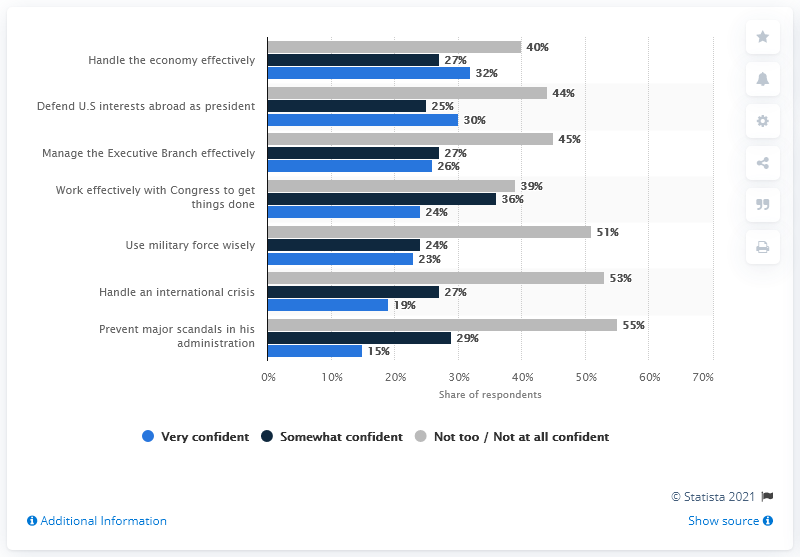 Handle the economy effectively
40%
27%
32%
Defend U.S interests abroad as president
44%
25%
30%
Manage the Executive Branch effectively
45%
27%
26%
Work effectively with Congress to get
things done
39%
36%
24%
Use military force wisely
51%
24%
23%
Handle an international crisis
53%
27%
19%
Prevent major scandals in his
administration
55%
29%
15%
0% 10% 20% 30% 40% 50% 60% 70%
Share of respondents
Very confident Somewhat confident Not too / Not at all confident
© Statista 2021
Additional Information Show source